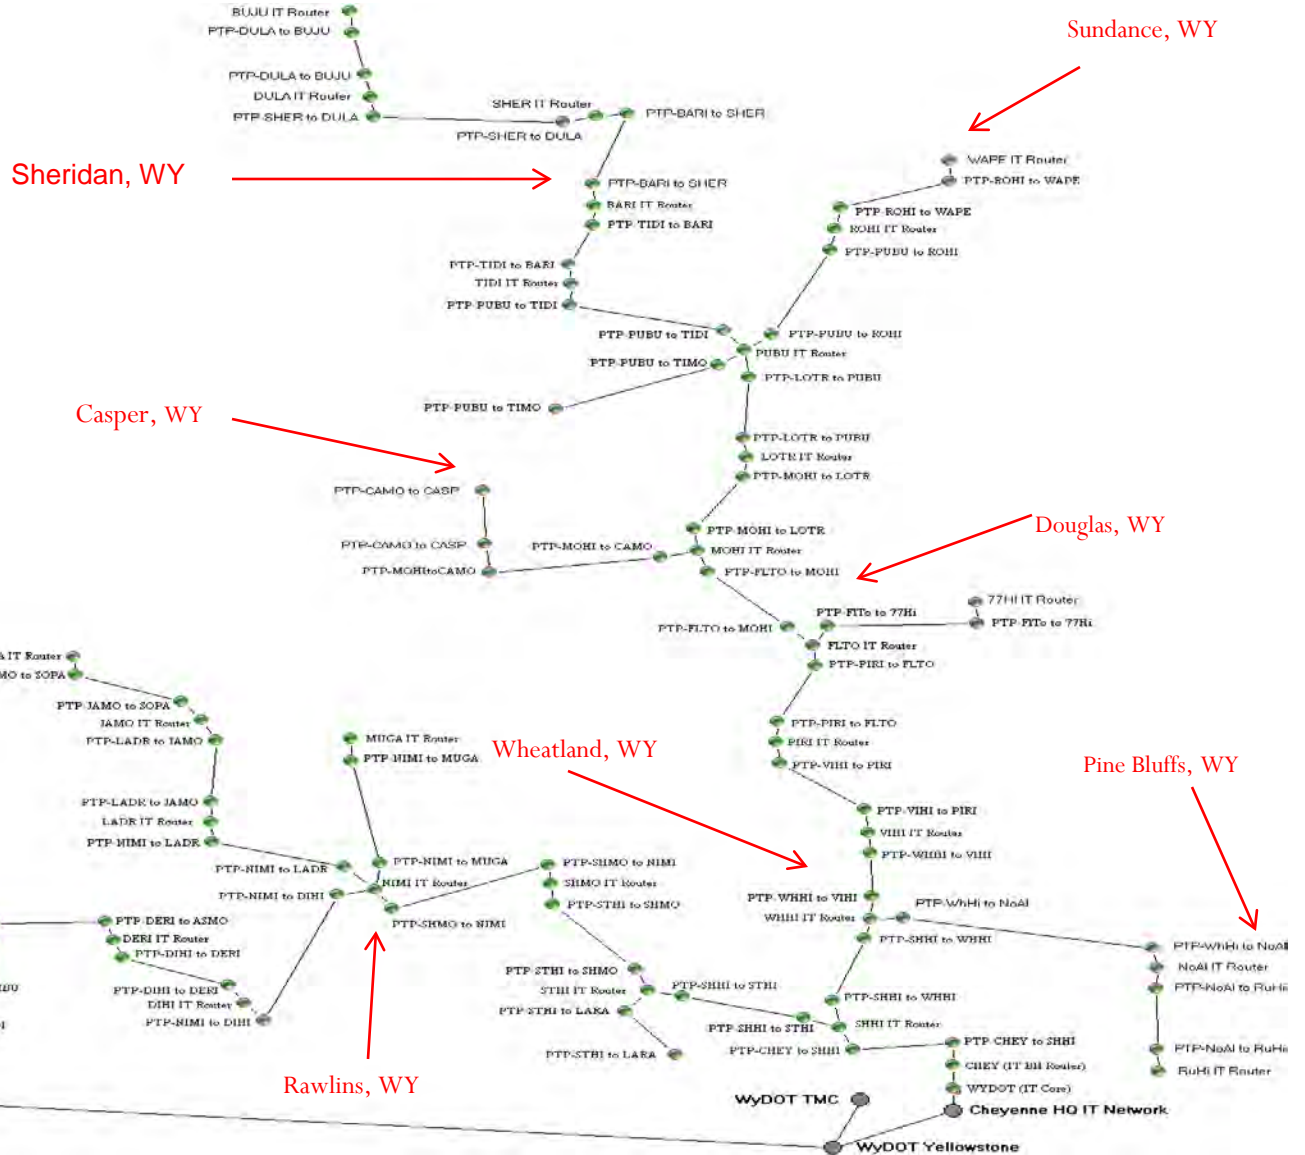 BUJU IT Router
PTP-DULA to BUJU
Sundance, WY
PTP-DULA to BUJU
DULA IT Router
PTP-SHER to DULA
SHER IT Router
PTP-BARI to SHER
PTP-SHER to DULA
Sheridan, WY
WAPE IT Router
PTP-ROHI to WAPE
PTP-BARI to SHER
BARI IT Router
PTP-TIDI to BARI
PTP-ROHI to WAPE
ROHI IT Router
PTP-PUBU to ROHI
PTP-TIDI to BARI
TIDI IT Router
PTP-PUBU to TIDI
PTP-PUBU to TIDI
PTP-PUBU to ROHI
PUBU IT Router
PTP-PUBU to TIMO
PTP-LOTR to PUBU
PTP-PUBU to TIMO
Casper, WY
PTP-LOTR to PUBU
LOTR IT Router
PTP-MOHI to LOTR
PTP-CAMO to CASP
PTP-MOHI to LOTR
Douglas, WY
PTP-CAMO to CASP
PTP-MOHI to CAMO
MOHI IT Router
PTP-MOHItoCAMO
PTP-FLTO to MOHI
77HI IT Router
PTP-FlTo to 77Hi
PTP-FlTo to 77Hi
PTP-FLTO to MOHI
FLTO IT Router
PTP-PIRI to FLTO
A IT Router
MO to SOPA
PTP-JAMO to SOPA
JAMO IT Router
PTP-LADR to JAMO
PTP-PIRI to FLTO
PIRI IT Router
PTP-VIHI to PIRI
MUGA IT Router
PTP-NIMI to MUGA
Wheatland, WY
Pine Bluffs, WY
PTP-LADR to JAMO
LADR IT Router
PTP-NIMI to LADR
PTP-VIHI to PIRI
VIHI IT Router
PTP-WHHI to VIHI
PTP-NIMI to LADR
PTP-NIMI to MUGA
NIMI IT Router
PTP-NIMI to DIHI
PTP-SHMO to NIMI
PTP-SHMO to NIMI
SHMO IT Router
PTP-STHI to SHMO
PTP-WHHI to VIHI
WHHI IT Router
PTP-WhHi to NoAl
PTP-SHHI to WHHI
PTP-DERI to ASMO
DERI IT Router
PTP-DIHI to DERI
PTP-WhHi to NoAl
NoAl IT Router
PTP-NoAl to RuHi
PTP-DIHI to DERI
DIHI IT Router
PTP-NIMI to DIHI
PTP-STHI to SHMO
STHI IT Router
PTP-STHI to LARA
PTP-SHHI to STHI
PTP-SHHI to WHHI
PTP-SHHI to STHI
SHHI IT Router
PTP-STHI to LARA
PTP-CHEY to SHHI
PTP-CHEY to SHHI
CHEY (IT BH Router)
WYDOT (IT Core)
PTP-NoAl to RuHi
RuHi IT Router
Rawlins, WY
WyDOT TMC
Cheyenne HQ IT Network
WyDOT Yellowstone